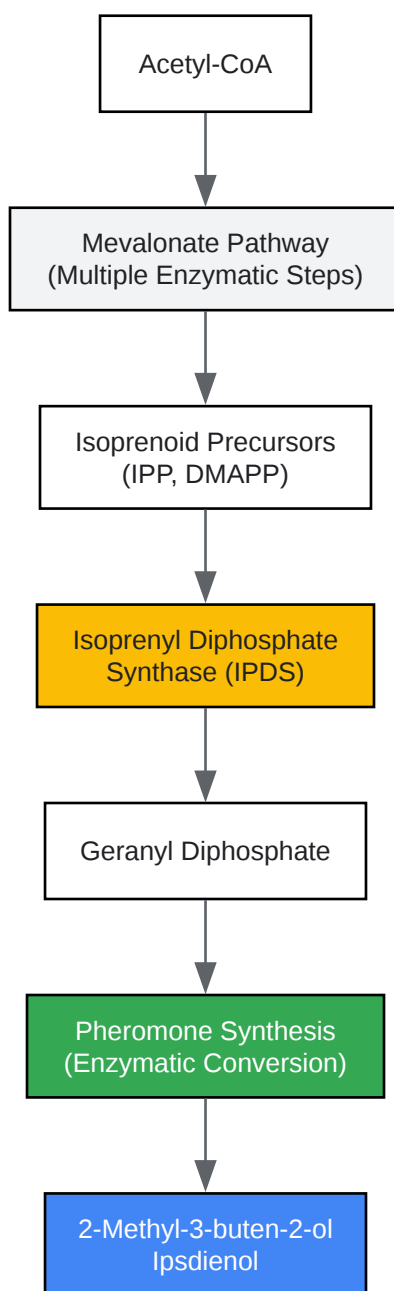 Acetyl-CoA
Mevalonate Pathway
(Multiple Enzymatic Steps)
Isoprenoid Precursors
(IPP, DMAPP)
Isoprenyl Diphosphate
Synthase (IPDS)
Geranyl Diphosphate
Pheromone Synthesis
(Enzymatic Conversion)
2-Methyl-3-buten-2-ol
Ipsdienol